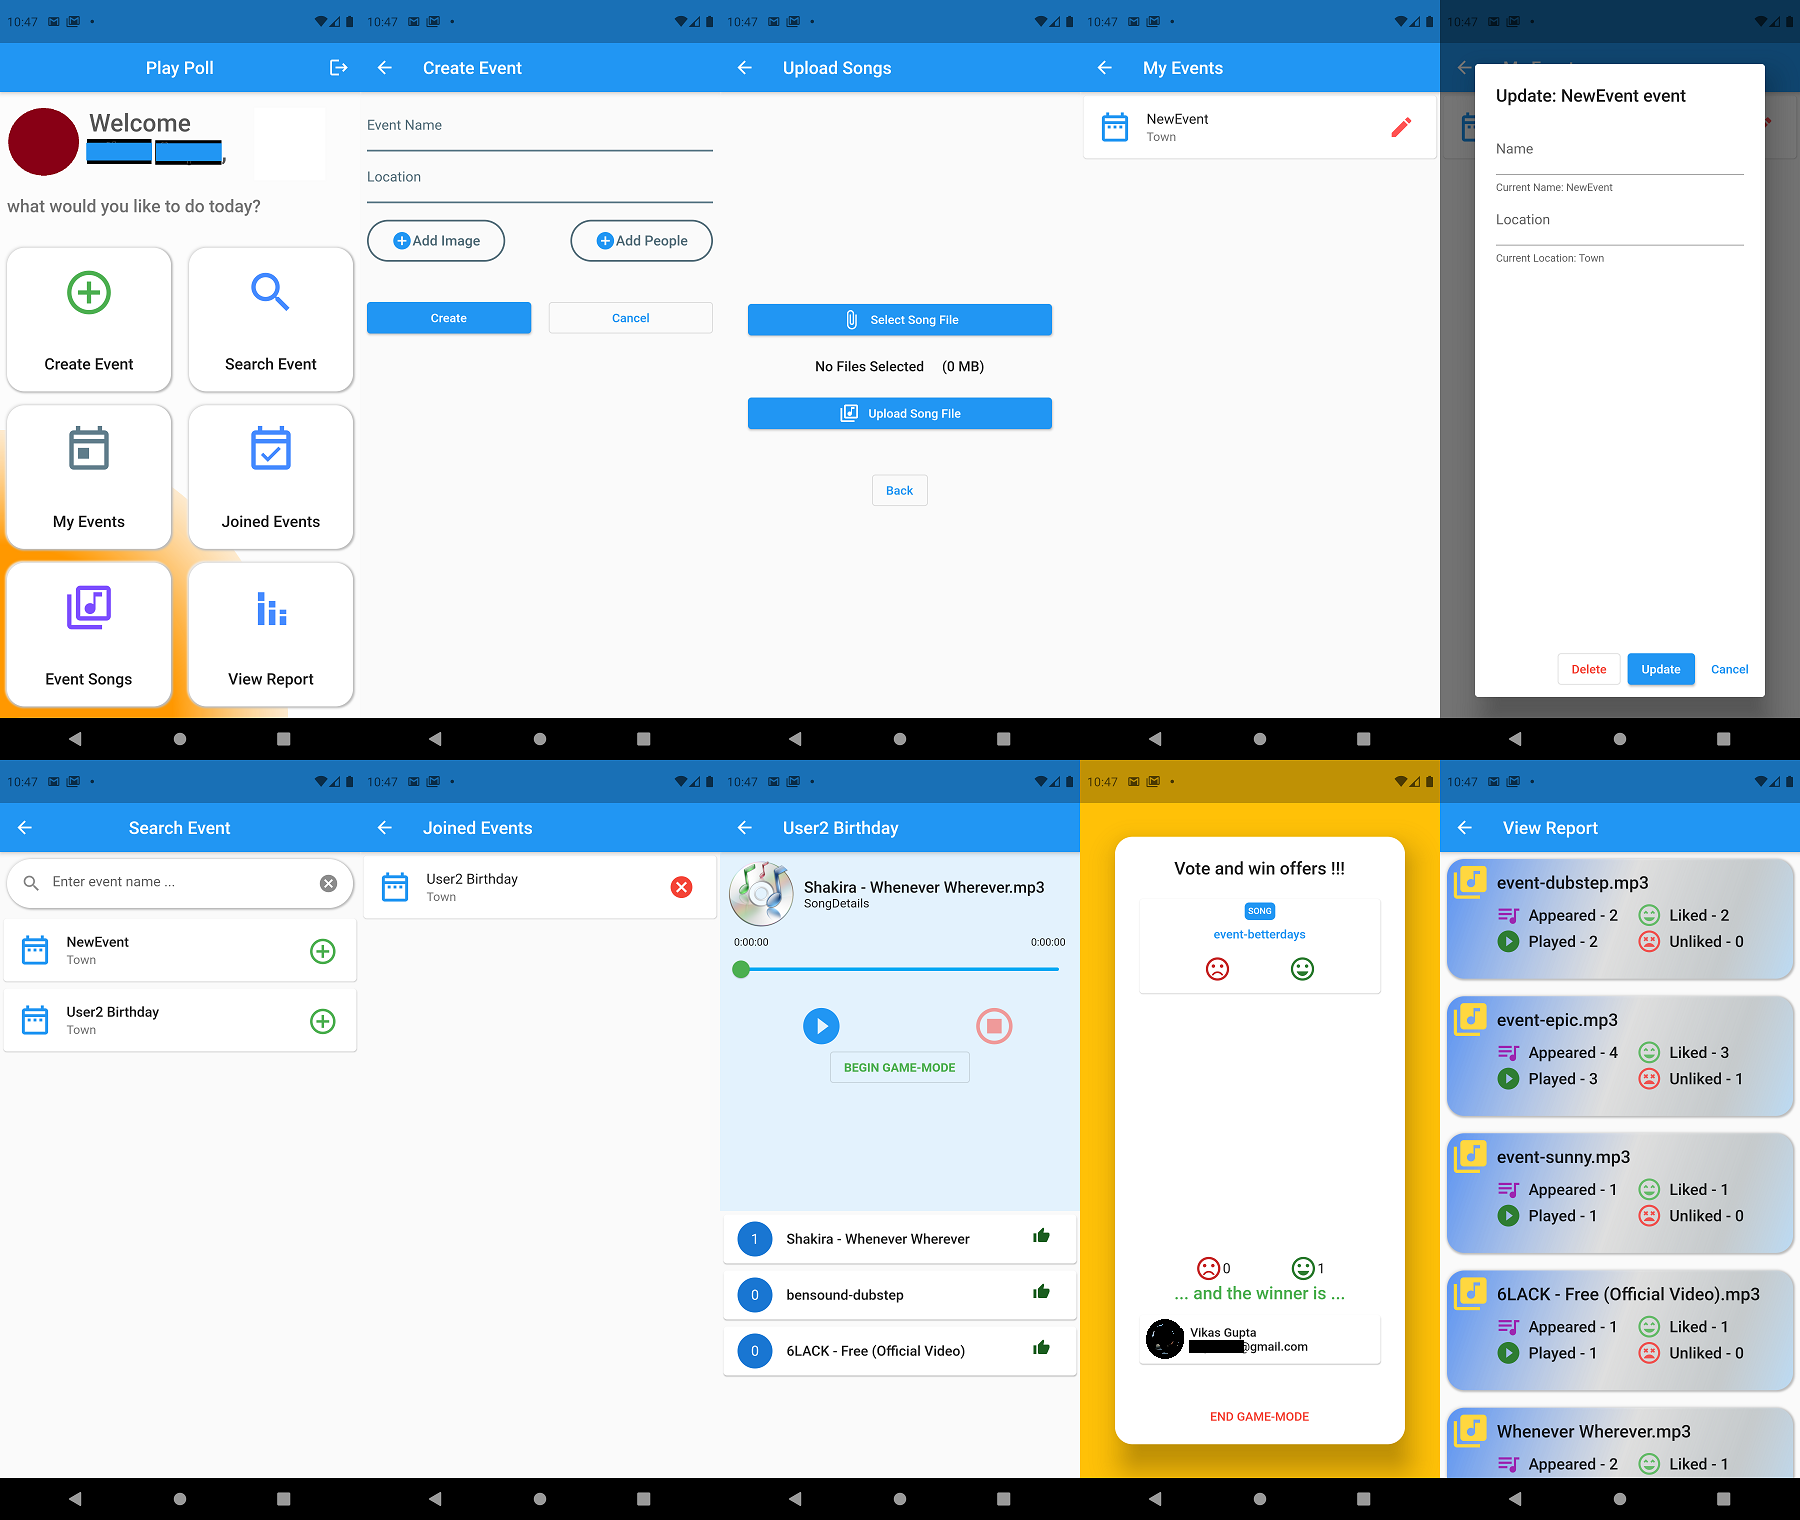 10:47
Play Poll
Welcome
,
what would you like to do today?
Create Event
Search Event
My Events
Joined Events
Event Songs
View Report
10:47
Create Event
Event Name
Location
Add Image
Add People
Create
Cancel
10:47
Upload Songs
Select Song File
No Files Selected (0 MB)
Upload Song File
Back
10:47
My Events
NewEvent
Town
10:47
Update: NewEvent event
Name
Current Name: NewEvent
Location
Current Location: Town
Delete
Update
Cancel
10:47
Search Event
Enter event name ...
NewEvent
Town
User2 Birthday
Town
10:47
Joined Events
User2 Birthday
Town
10:47
User2 Birthday
Shakira - Whenever Wherever.mp3
SongDetails
0:00:00
0:00:00
BEGIN GAME-MODE
1 Shakira - Whenever Wherever
0 bensound-dubstep
0 6LACK - Free (Official Video)
10:47
Vote and win offers !!!
SONG
event-betterdays
0 1
... and the winner is ...
Vikas Gupta
@gmail.com
END GAME-MODE
10:47
View Report
event-dubstep.mp3
Appeared - 2 Liked - 2
Played - 2 Unliked - 0
event-epic.mp3
Appeared - 4 Liked - 3
Played - 3 Unliked - 1
event-sunny.mp3
Appeared - 1 Liked - 1
Played - 1 Unliked - 0
6LACK - Free (Official Video).mp3
Appeared - 1 Liked - 1
Played - 1 Unliked - 0
Whenever Wherever.mp3
Appeared - 2 Liked - 1